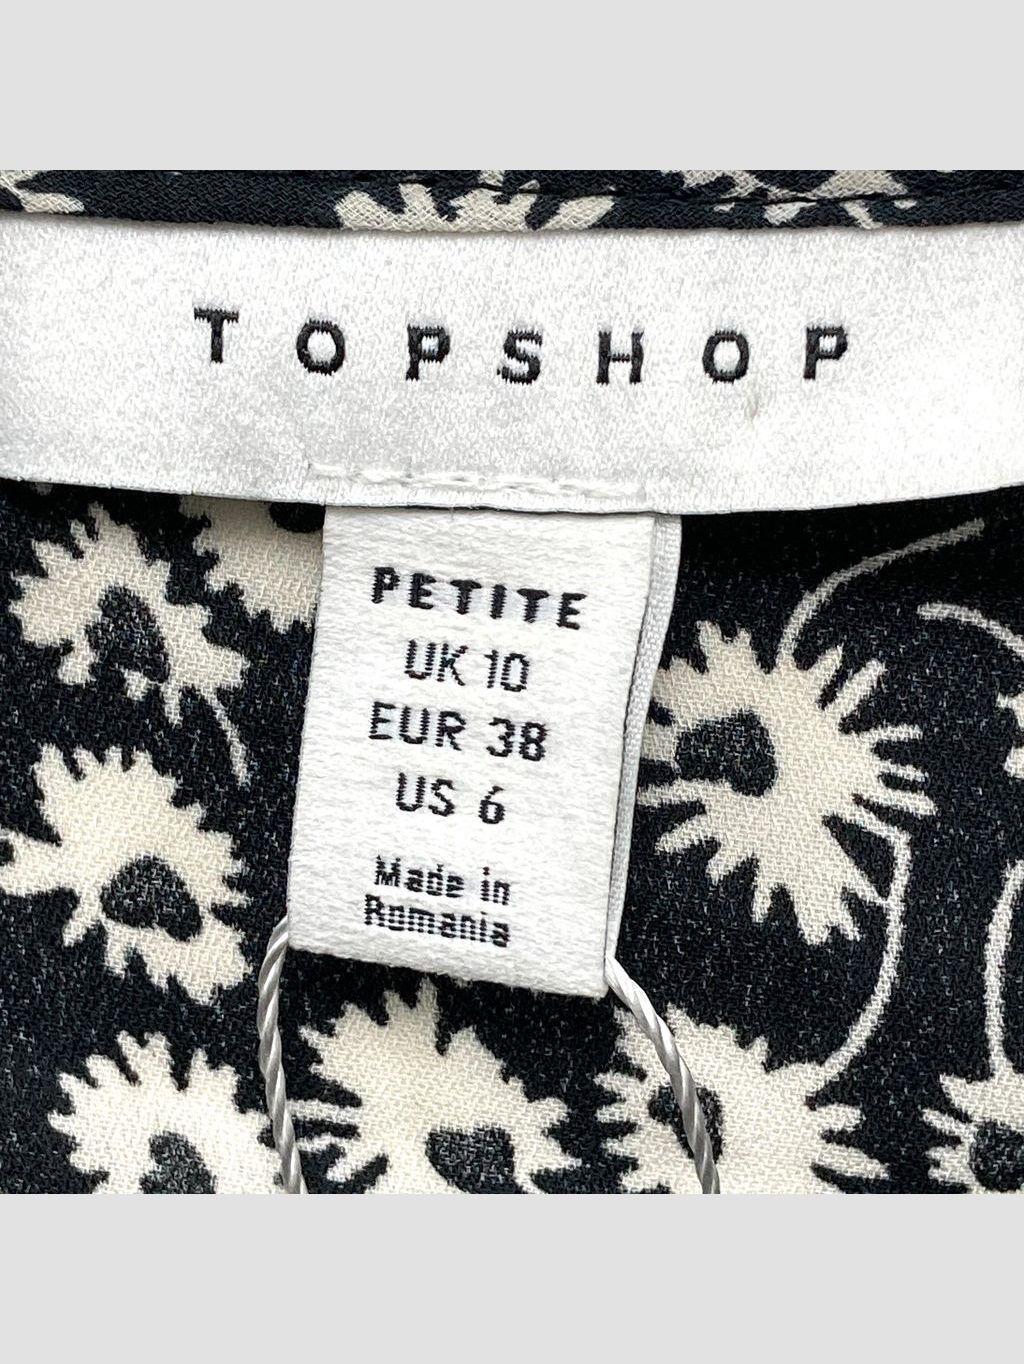 TOPSHOP
PETITE
UK 10
EUR 38
US 6
Made in
Romania